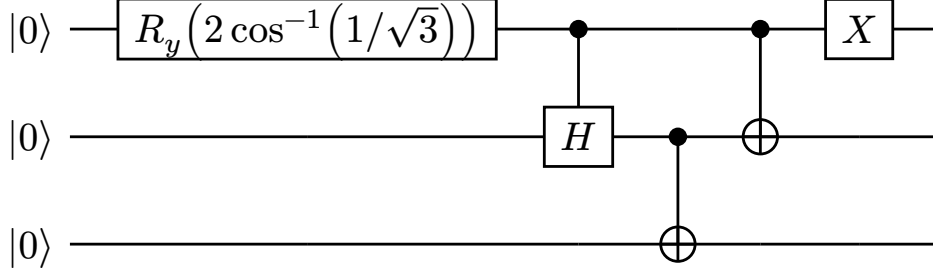 |0⟩ R_y(2 cos⁻¹(1/√3)) X
|0⟩ H
|0⟩